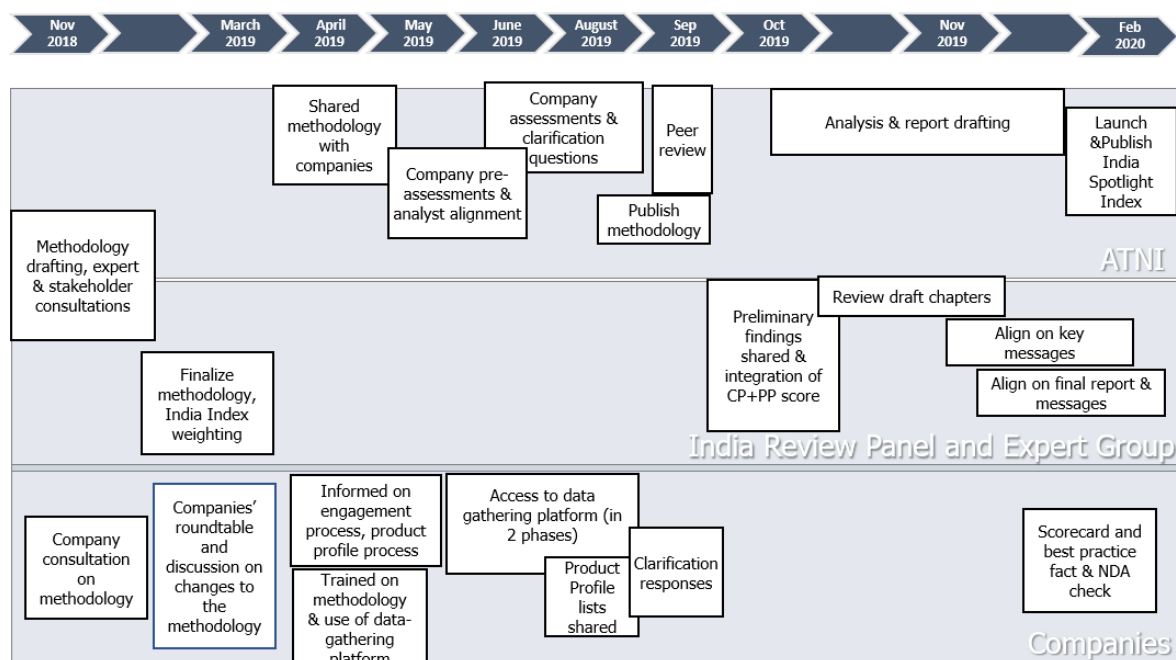 Nov
2018
March
2019
April
2019
May
2019
June
2019
August
2019
Sep
2019
Oct
2019
Nov
2019
Feb
2020
Shared
methodology
with
companies
Company pre-
assessments &
analyst alignment
Company
assessments &
clarification
questions
Peer
review
Publish
methodology
Analysis & report drafting
Launch
&Publish
India
Spotlight
Index
ATNI
Methodology
drafting, expert
& stakeholder
consultations
Finalize
methodology,
India Index
weighting
Preliminary
findings
shared &
integration of
CP+PP score
Review draft chapters
Align on key
messages
Align on final report &
messages
India Review Panel and Expert Group
Company
consultation
on
methodology
Companies’
roundtable
and
discussion on
changes to
the
methodology
Informed on
engagement
process, product
profile process
Trained on
methodology
& use of data-
gathering
platform
Access to data
gathering platform (in
2 phases)
Product
Profile
lists
shared
Clarification
responses
Scorecard and
best practice
fact & NDA
check
Companies